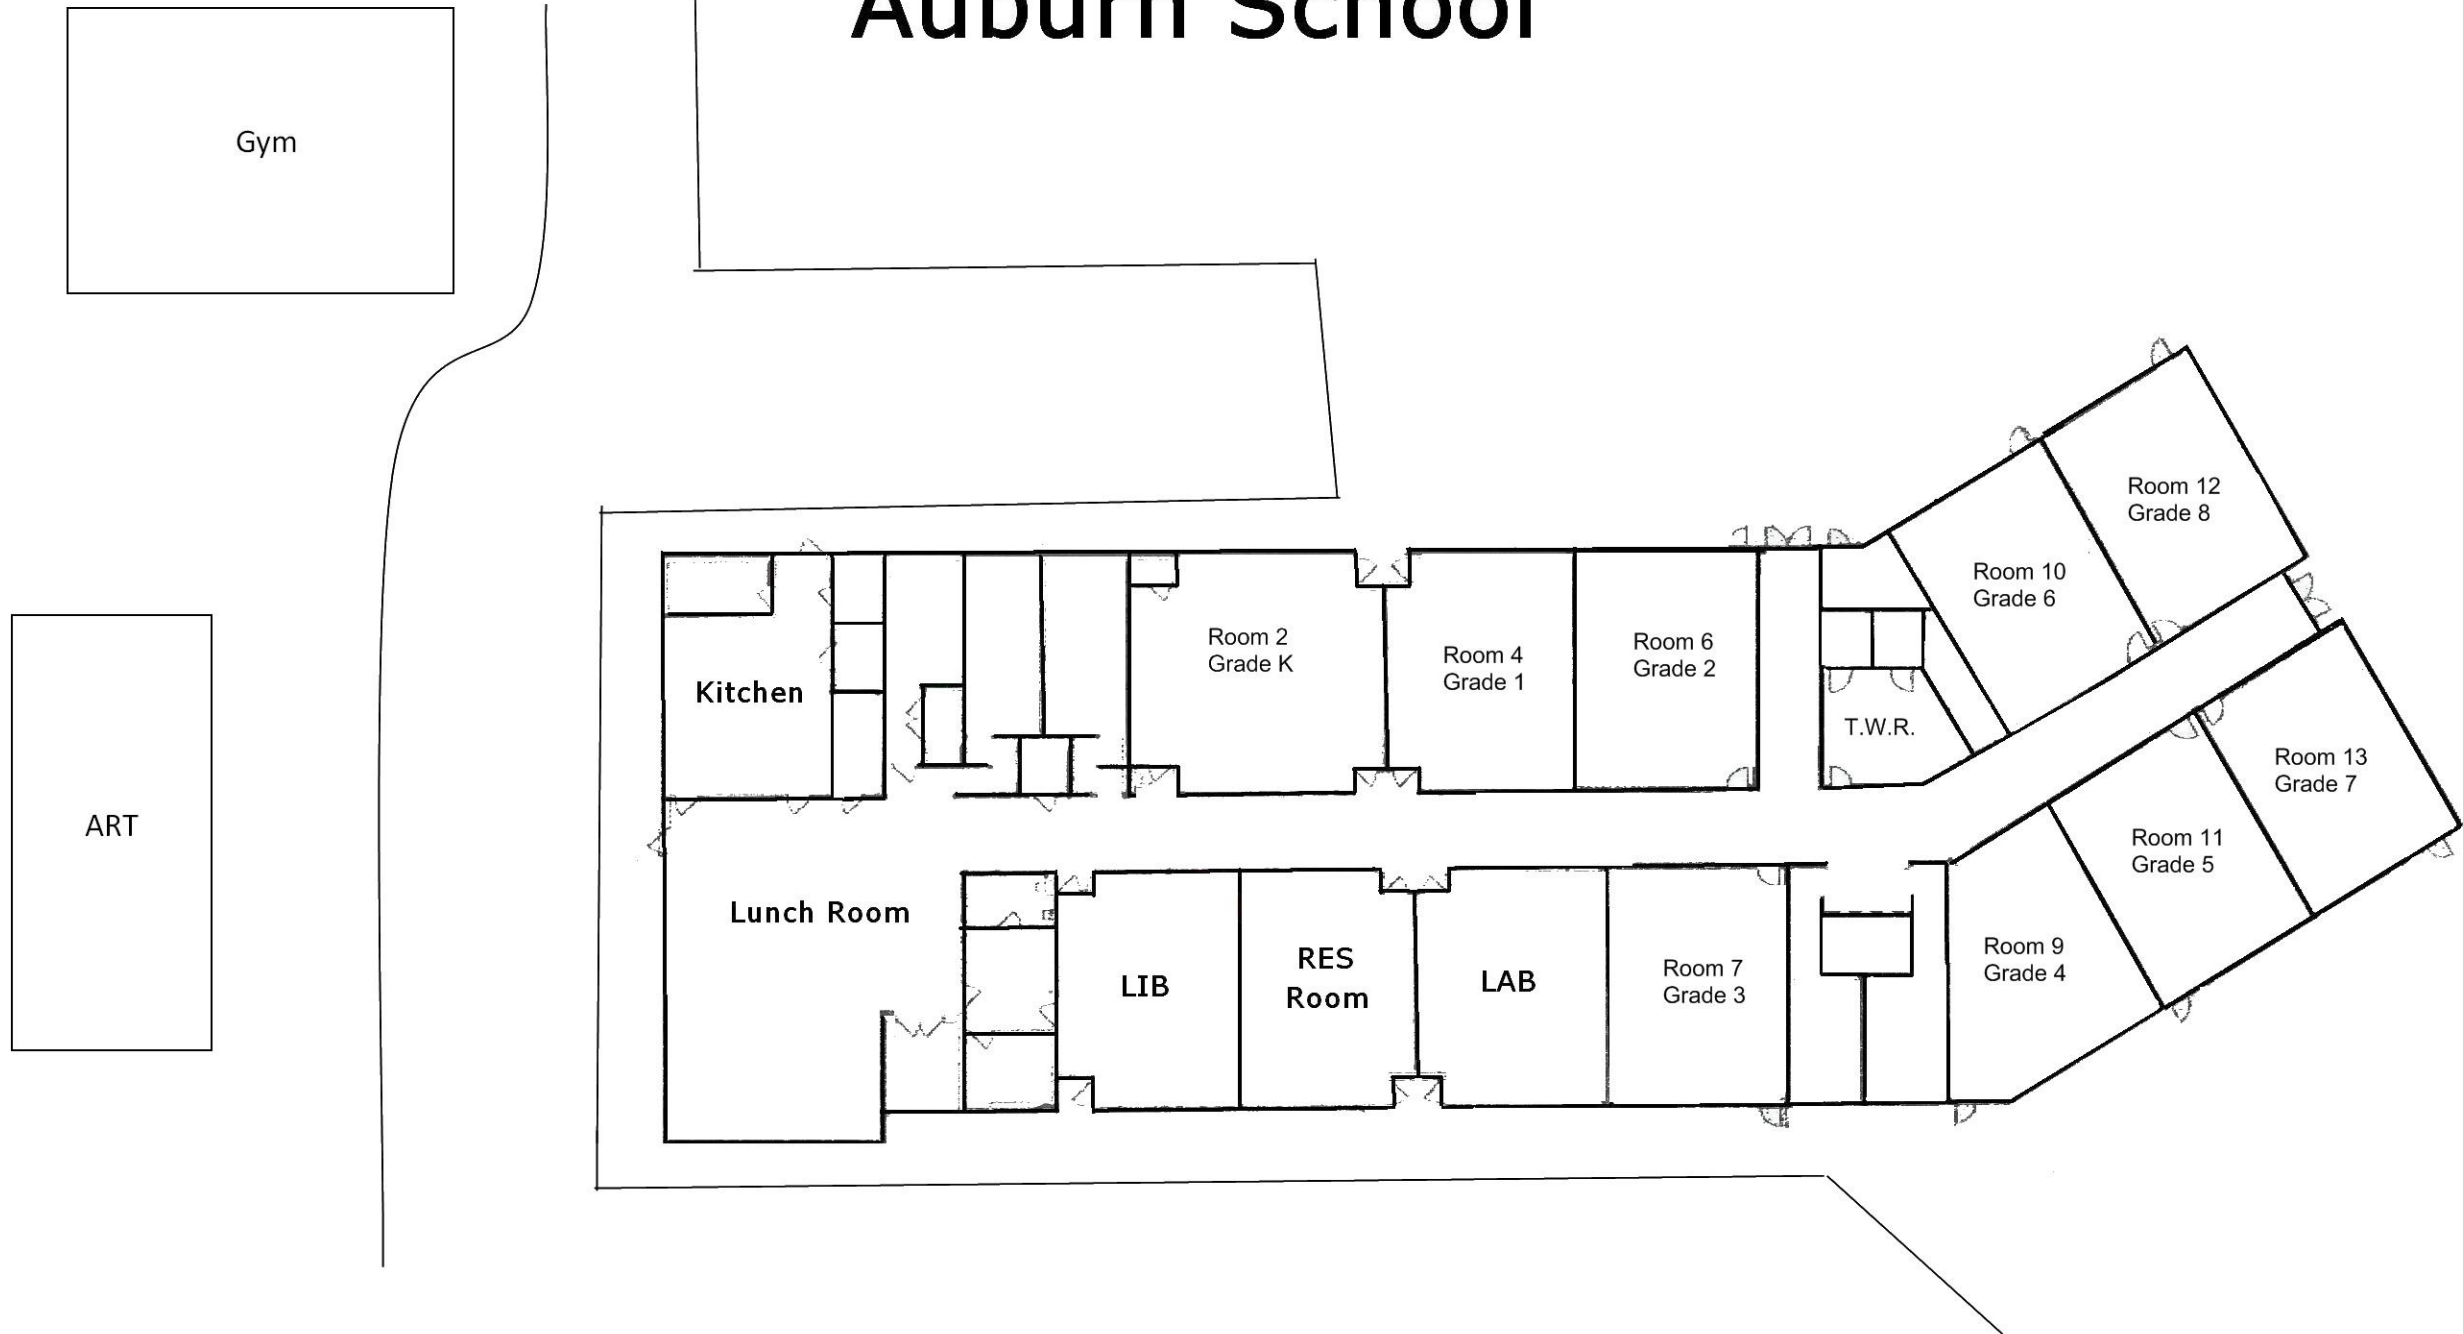 Auburn School
Gym
ART
Kitchen
Lunch Room
Room 2
Grade K
Room 4
Grade 1
Room 6
Grade 2
T.W.R.
Room 10
Grade 6
Room 12
Grade 8
LIB
RES
Room
LAB
Room 7
Grade 3
Room 9
Grade 4
Room 11
Grade 5
Room 13
Grade 7